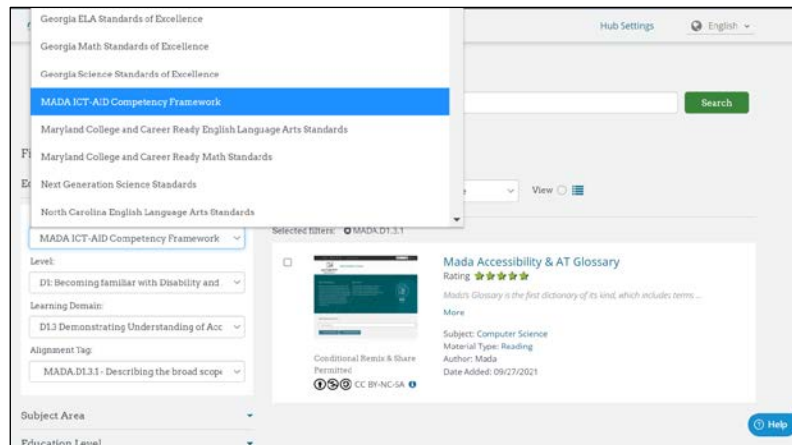 Georgia ELA Standards of Excellence
Georgia Math Standards of Excellence
Georgia Science Standards of Excellence
MADA ICT-AID Competency Framework
Maryland College and Career Ready English Language Arts Standards
Maryland College and Career Ready Math Standards
Next Generation Science Standards
North Carolina English Language Arts Standards
Hub Settings
English
Search
View
MADA ICT-AID Competency Framework
Level:
D1: Becoming familiar with Disability and
Learning Domain:
D1.3 Demonstrating Understanding of Acc
Alignment Tag:
MADA.D1.3.1 - Describing the broad scope
Subject Area
Education Level
Selected filters: MADA.D1.3.1
Conditional Remix & Share
Permitted
CC BY-NC-SA
Mada Accessibility & AT Glossary
Rating
Mada's Glossary is the first dictionary of its kind, which includes terms ...
More
Subject: Computer Science
Material Type: Reading
Author: Mada
Date Added: 09/27/2021
Help